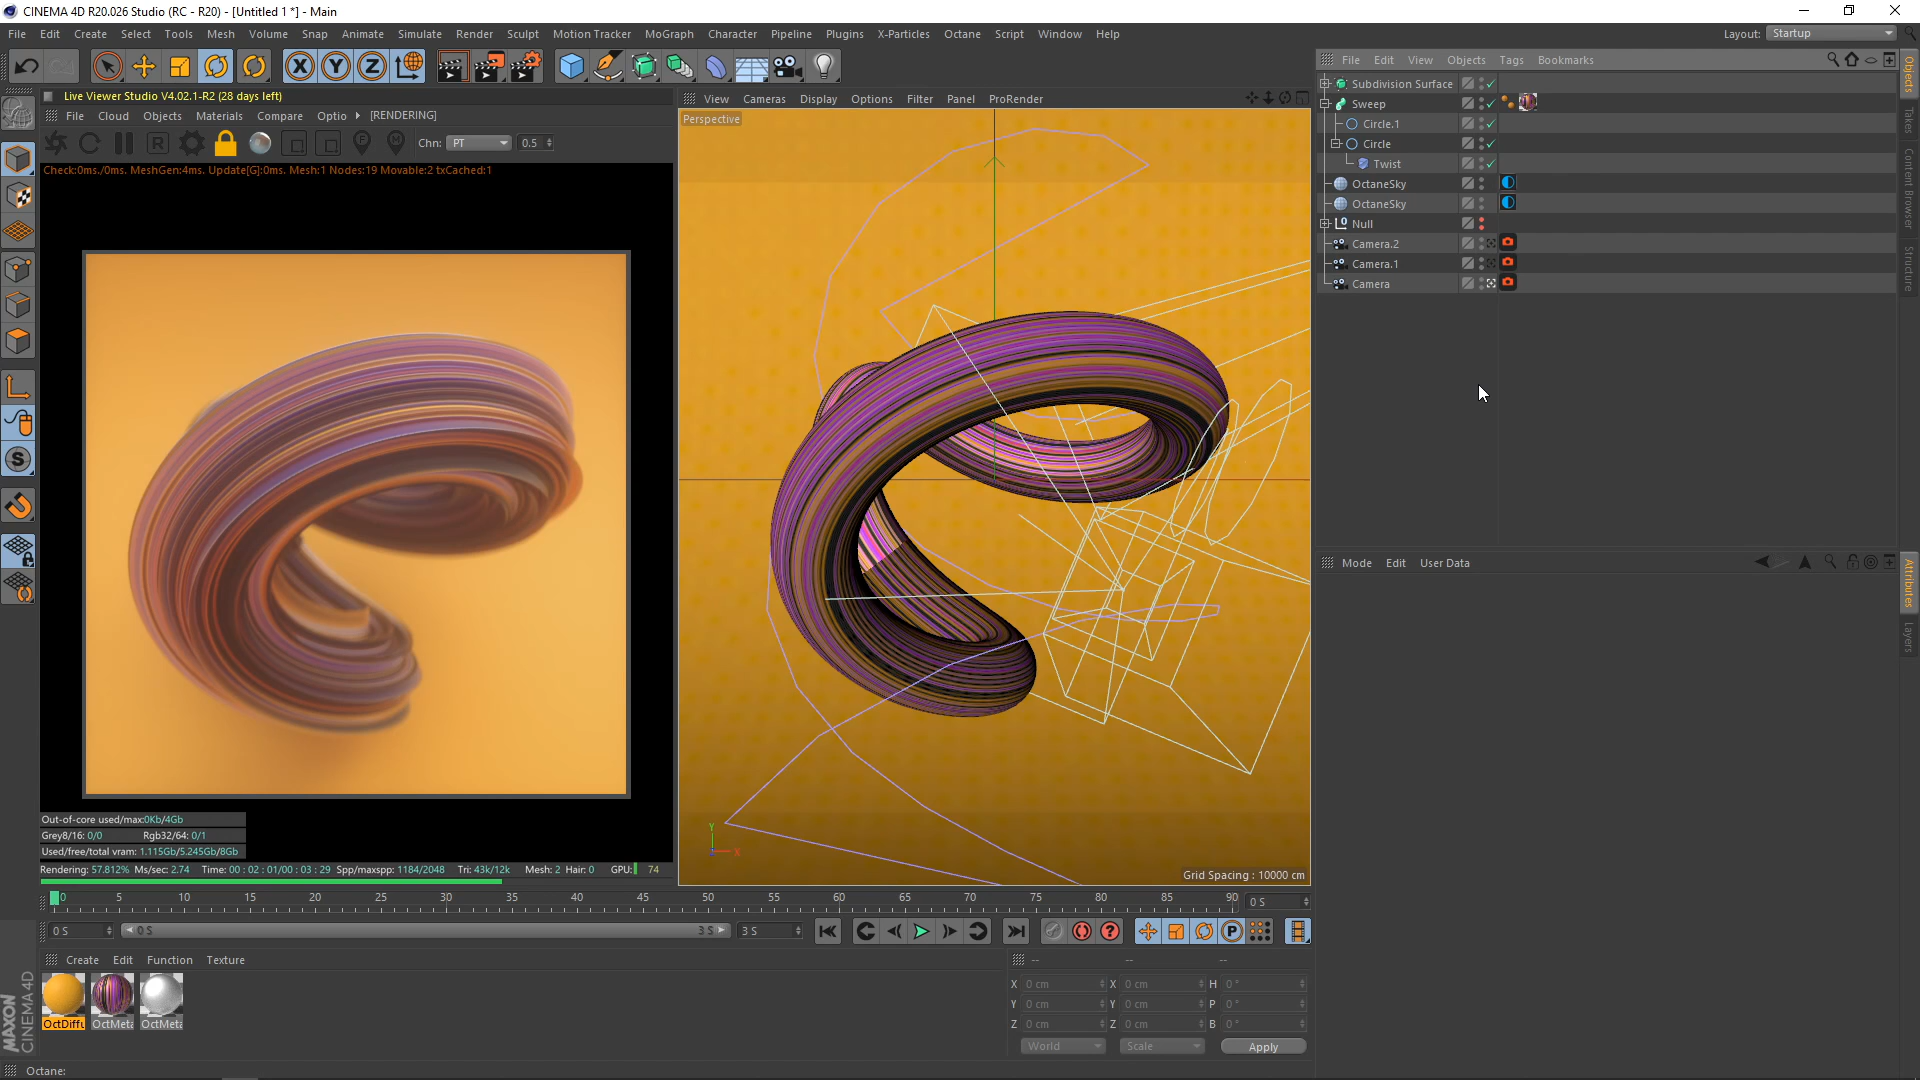 CINEMA 4D R20.026 Studio (RC - R20) - [Untitled 1 *] - Main
File Edit Create Select Tools Mesh Volume Snap Animate Simulate Render Sculpt Motion Tracker MoGraph Character Pipeline Plugins X-Particles Octane Script Window Help
Layout: Startup
X Y Z
File Edit View Objects Tags Bookmarks
Live Viewer Studio V4.02.1-R2 (28 days left)
File Cloud Objects Materials Compare Optio [RENDERING]
R Chn: PT 0.5
Check:0ms./0ms. MeshGen:4ms. Update[G]:0ms. Mesh:1 Nodes:19 Movable:2 txCached:1
View Cameras Display Options Filter Panel ProRender
Perspective
Y
X
Grid Spacing : 10000 cm
Subdivision Surface
Sweep
Circle.1
Circle
Twist
OctaneSky
OctaneSky
Null
Camera.2
Camera.1
Camera
Objects
Takes
Content Browser
Structure
Mode Edit User Data
Attributes
Layers
S
Out-of-core used/max:0Kb/4Gb
Grey8/16: 0/0 Rgb32/64: 0/1
Used/free/total vram: 1.115Gb/5.245Gb/8Gb
Rendering: 57.812% Ms/sec: 2.74 Time: 00 : 02 : 01/00 : 03 : 29 Spp/maxspp: 1184/2048 Tri: 43k/12k Mesh: 2 Hair: 0 GPU: 74
0 5 10 15 20 25 30 35 40 45 50 55 60 65 70 75 80 85 90 0 S
0 S 0 S 3 S 3 S ? P
Create Edit Function Texture
-- -- --
OctDiffu OctMeta OctMeta
X 0 cm X 0 cm H 0 °
Y 0 cm Y 0 cm P 0 °
Z 0 cm Z 0 cm B 0 °
World Scale Apply
MAXON
CINEMA 4D
Octane: